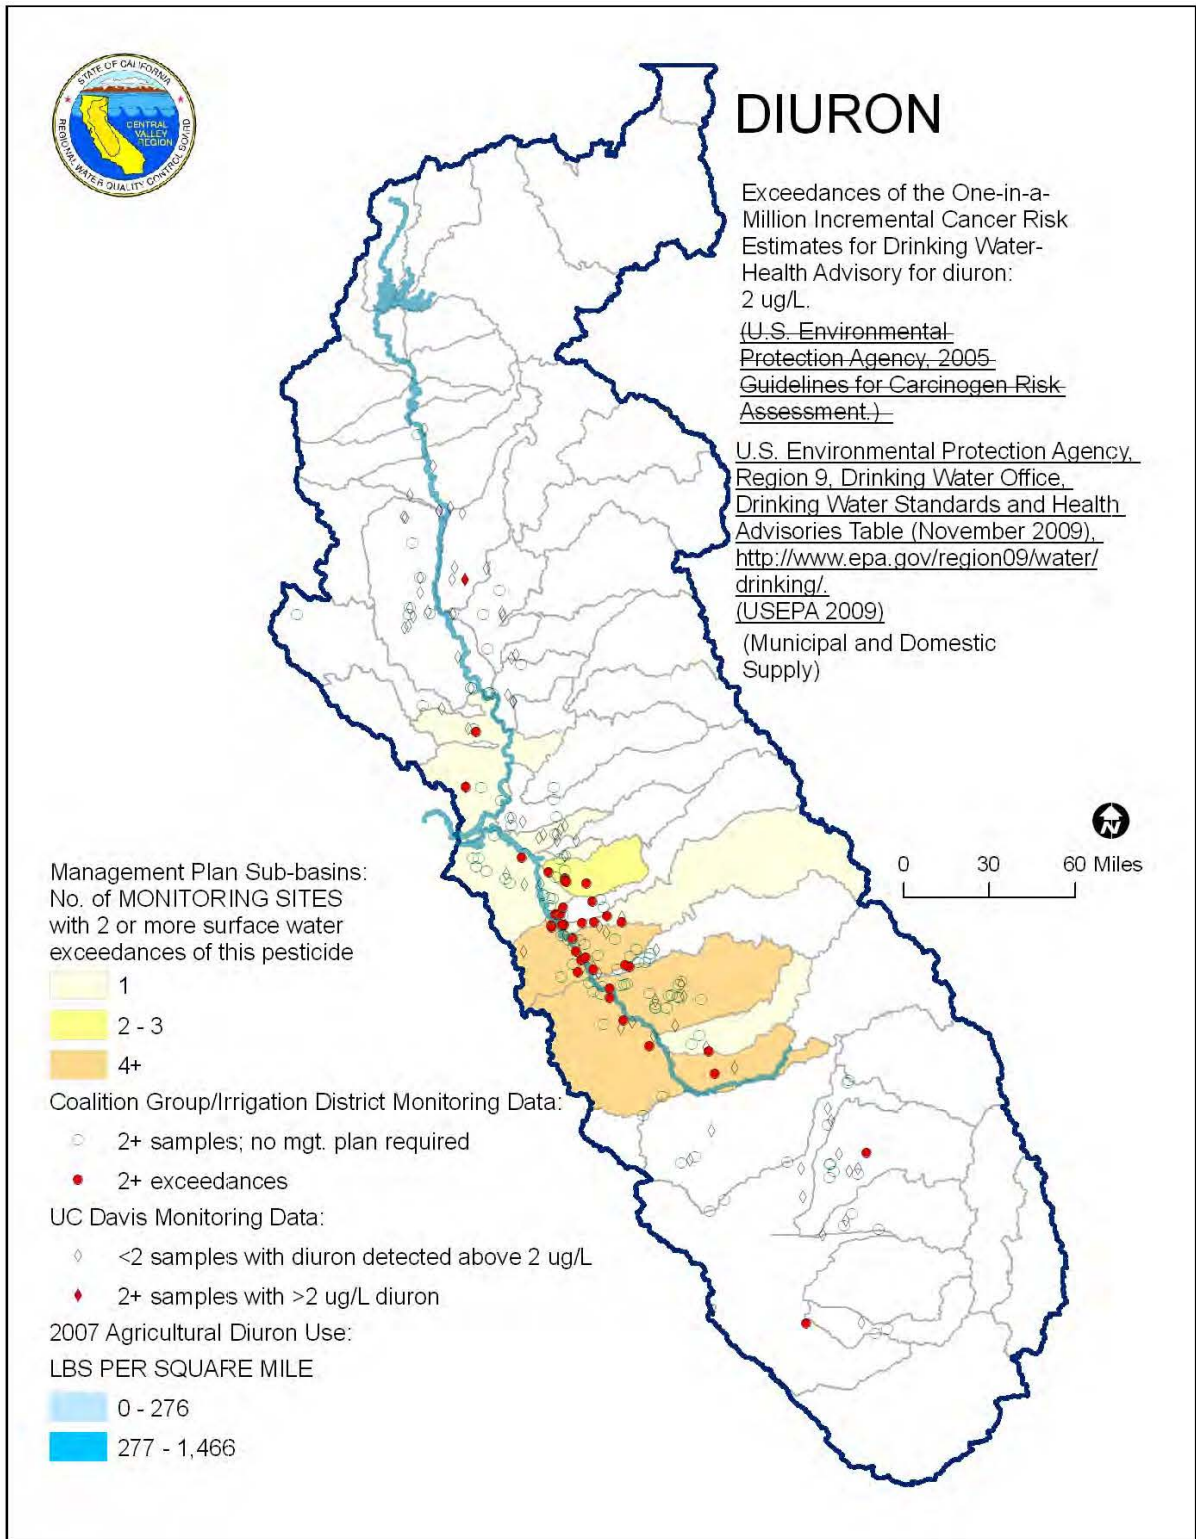 STATE OF CALIFORNIA
CENTRAL
VALLEY
REGION
REGIONAL WATER QUALITY CONTROL BOARD
DIURON
Exceedances of the One-in-a-
Million Incremental Cancer Risk
Estimates for Drinking Water-
Health Advisory for diuron:
2 ug/L.
(U.S. Environmental
Protection Agency, 2005
Guidelines for Carcinogen Risk
Assessment.)
U.S. Environmental Protection Agency,
Region 9, Drinking Water Office,
Drinking Water Standards and Health
Advisories Table (November 2009),
http://www.epa.gov/region09/water/
drinking/.
(USEPA 2009)
(Municipal and Domestic
Supply)
N
0 30 60 Miles
Management Plan Sub-basins:
No. of MONITORING SITES
with 2 or more surface water
exceedances of this pesticide
1
2 - 3
4+
Coalition Group/Irrigation District Monitoring Data:
2+ samples; no mgt. plan required
2+ exceedances
UC Davis Monitoring Data:
<2 samples with diuron detected above 2 ug/L
2+ samples with >2 ug/L diuron
2007 Agricultural Diuron Use:
LBS PER SQUARE MILE
0 - 276
277 - 1,466